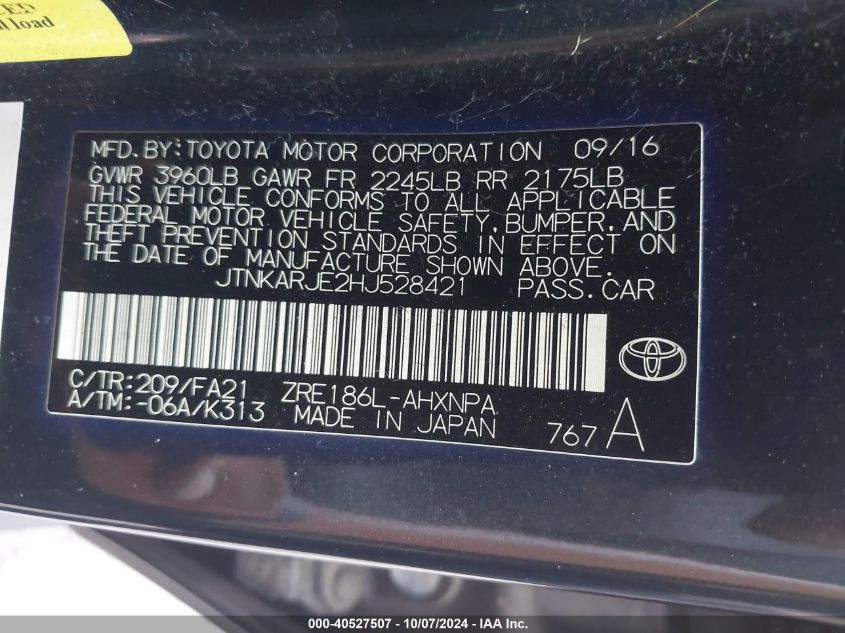 l load
MFD.BY:TOYOTA MOTOR CORPORATION 09/16
GVWR 3960LB GAWR FR 2245LB RR 2175LB
THIS VEHICLE CONFORMS TO ALL APPLICABLE
FEDERAL MOTOR VEHICLE SAFETY,BUMPER,AND
THEFT PREVENTION STANDARDS IN EFFECT ON
THE DATE OF MANUFACTURE SHOWN ABOVE.
JTNKARJE2HJ528421 PASS.CAR
C/TR:209/FA21 ZRE186L-AHXNPA
A/TM:-06A/K313 MADE IN JAPAN 767 A
000-40527507 - 10/07/2024 - IAA Inc.